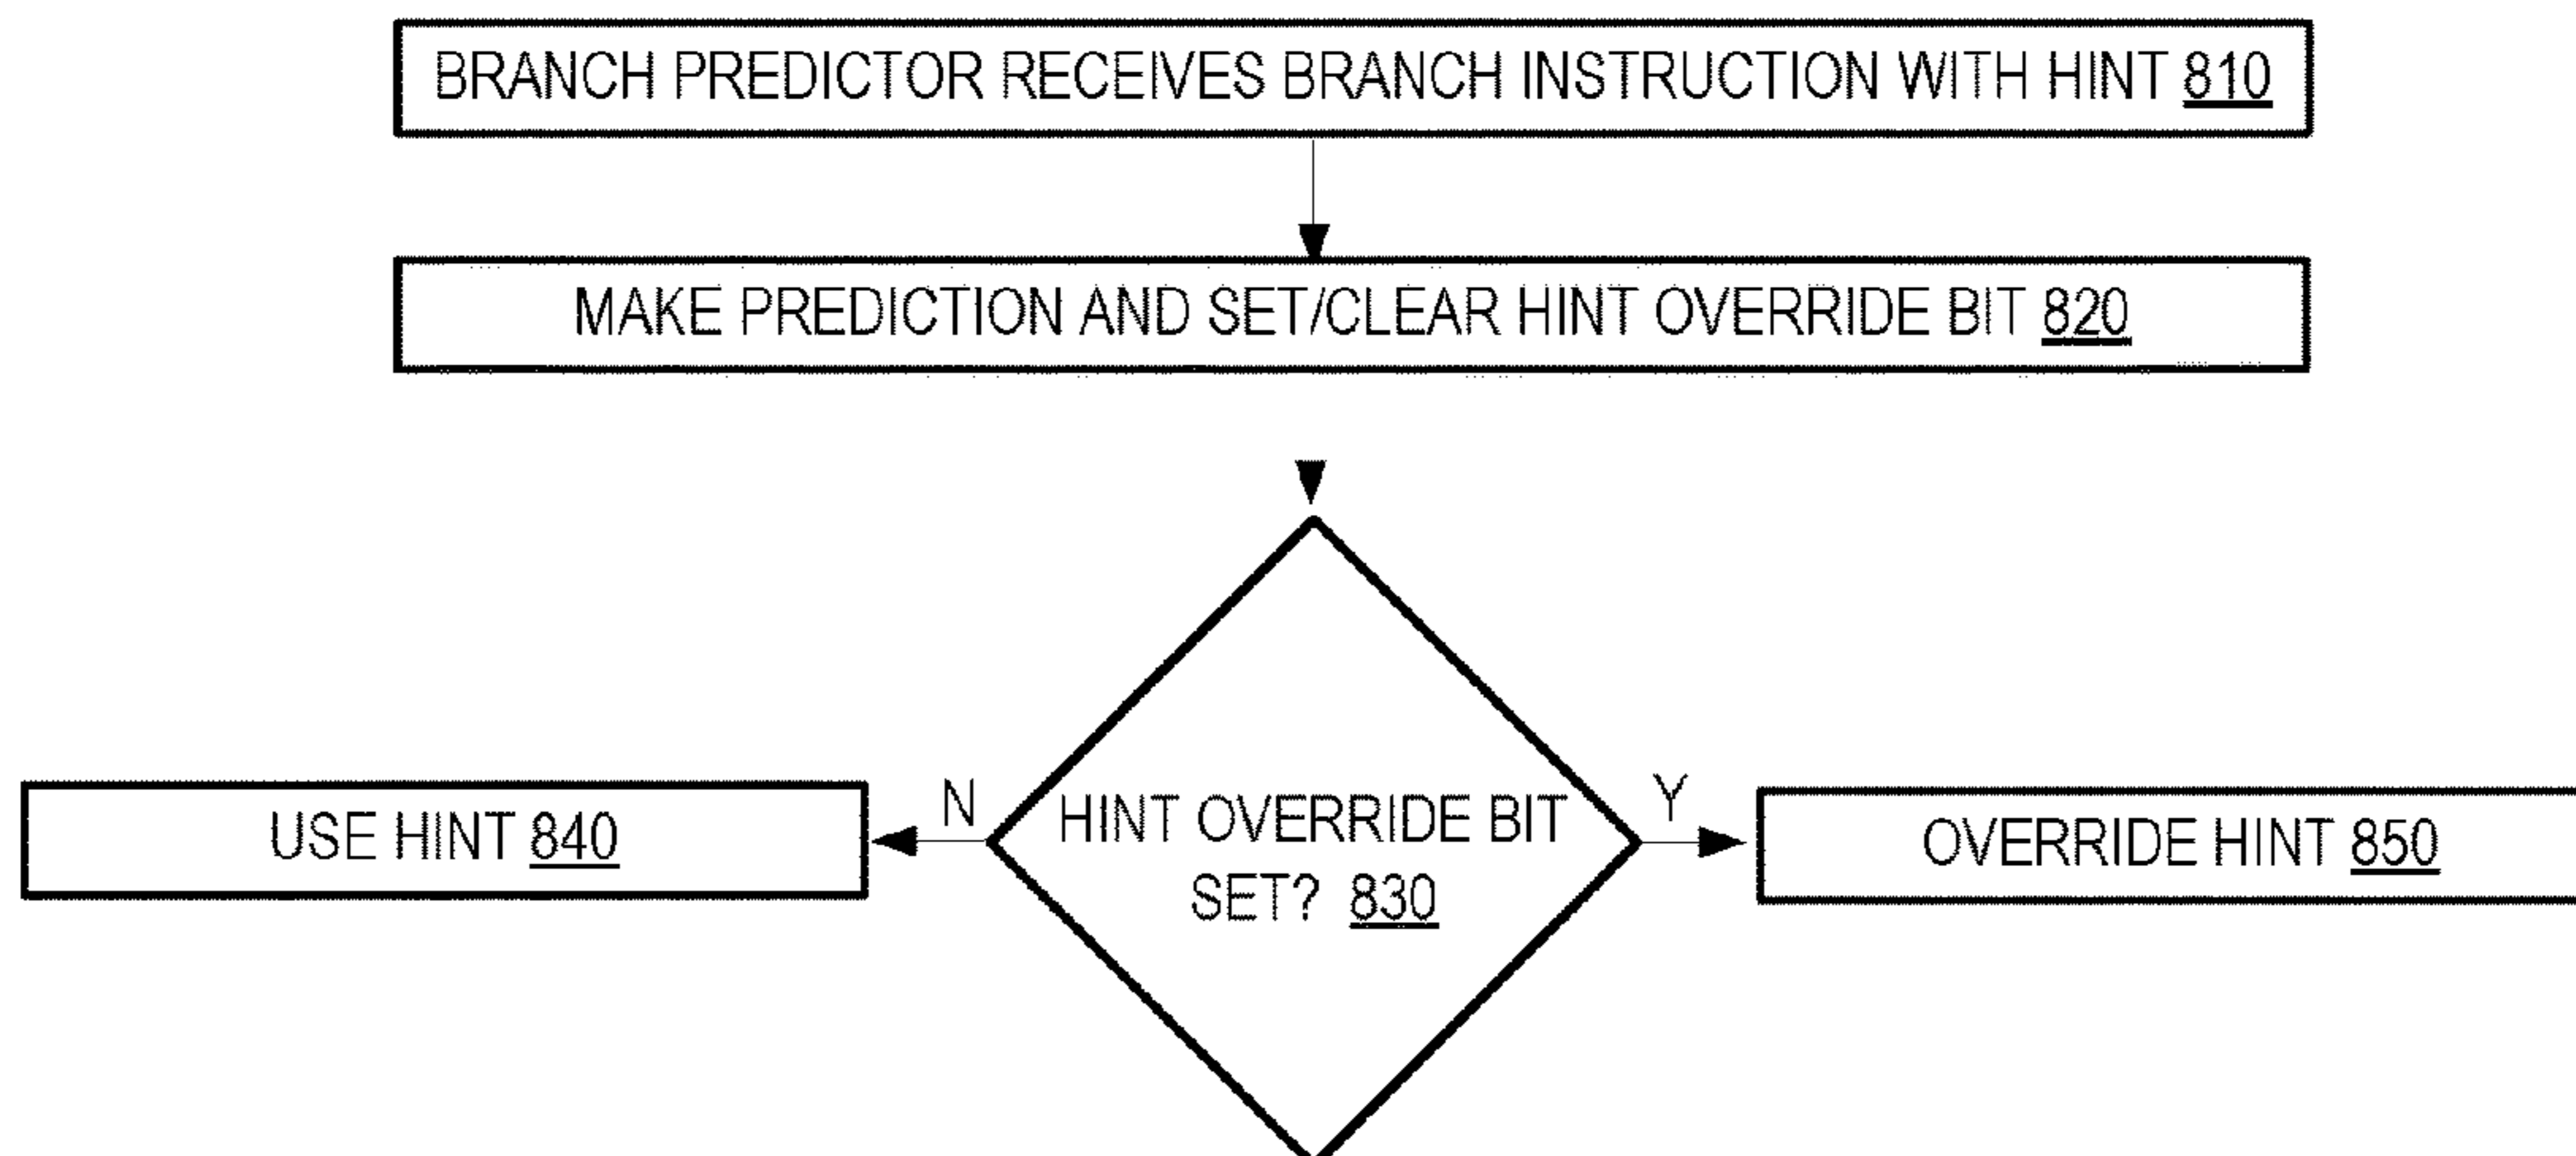 BRANCH PREDICTOR RECEIVES BRANCH INSTRUCTION WITH HINT 810
MAKE PREDICTION AND SET/CLEAR HINT OVERRIDE BIT 820
N
Y
USE HINT 840
HINT OVERRIDE BIT
SET? 830
OVERRIDE HINT 850